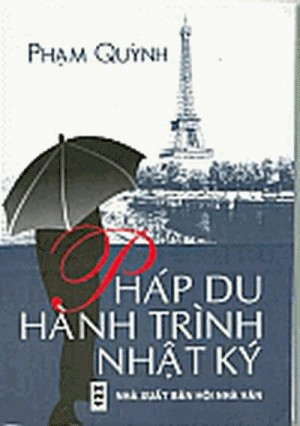 PHẠM QUỲNH
PHÁP DU
HÀNH TRÌNH
NHẬT KÝ
NHÀ XUẤT BẢN HỘI NHÀ VĂN